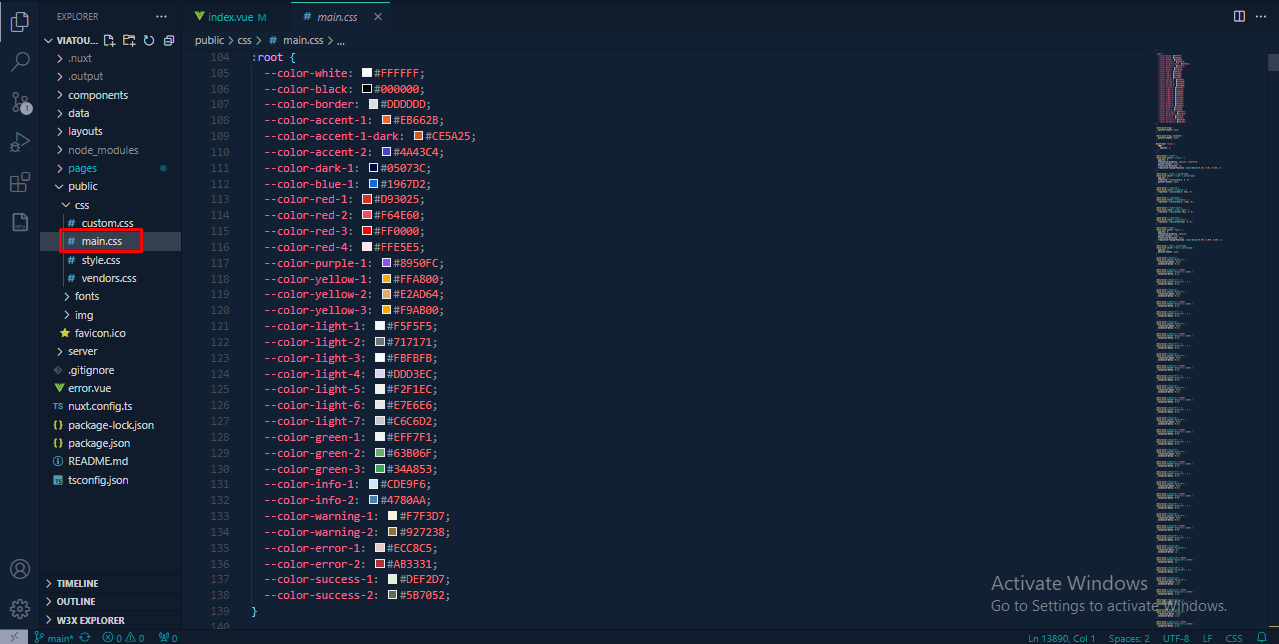 EXPLORER
index.vue M
# main.css
VIATOU...
.nuxt
.output
components
data
layouts
node_modules
pages
public
css
# custom.css
# main.css
# style.css
# vendors.css
fonts
img
favicon.ico
server
.gitignore
error.vue
TS nuxt.config.ts
{} package-lock.json
{} package.json
README.md
tsconfig.json
TIMELINE
OUTLINE
W3X EXPLORER
public > css > # main.css > ...
104 :root {
105 --color-white: #FFFFFF;
106 --color-black: #000000;
107 --color-border: #DDDDDD;
108 --color-accent-1: #EB662B;
109 --color-accent-1-dark: #CE5A25;
110 --color-accent-2: #4A43C4;
111 --color-dark-1: #05073C;
112 --color-blue-1: #1967D2;
113 --color-red-1: #D93025;
114 --color-red-2: #F64E60;
115 --color-red-3: #FF0000;
116 --color-red-4: #FFE5E5;
117 --color-purple-1: #8950FC;
118 --color-yellow-1: #FFA800;
119 --color-yellow-2: #E2AD64;
120 --color-yellow-3: #F9AB00;
121 --color-light-1: #F5F5F5;
122 --color-light-2: #717171;
123 --color-light-3: #FBFBFB;
124 --color-light-4: #DDD3EC;
125 --color-light-5: #F2F1EC;
126 --color-light-6: #E7E6E6;
127 --color-light-7: #C6C6D2;
128 --color-green-1: #EFF7F1;
129 --color-green-2: #63B06F;
130 --color-green-3: #34A853;
131 --color-info-1: #CDE9F6;
132 --color-info-2: #4780AA;
133 --color-warning-1: #F7F3D7;
134 --color-warning-2: #927238;
135 --color-error-1: #ECC8C5;
136 --color-error-2: #AB3331;
137 --color-success-1: #DEF2D7;
138 --color-success-2: #5B7052;
139 }
140
Activate Windows
Go to Settings to activate Windows.
1
main* 0 0 0
Ln 13890, Col 1 Spaces: 2 UTF-8 LF CSS